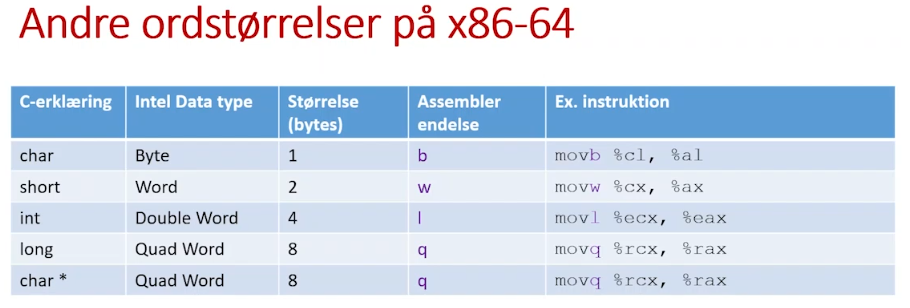 Andre ordstørrelser på x86-64
C-erklæring Intel Data type Størrelse (bytes) Assembler endelse Ex. instruktion
char Byte 1 b movb %cl, %al
short Word 2 w movw %cx, %ax
int Double Word 4 l movl %ecx, %eax
long Quad Word 8 q movq %rcx, %rax
char * Quad Word 8 q movq %rcx, %rax